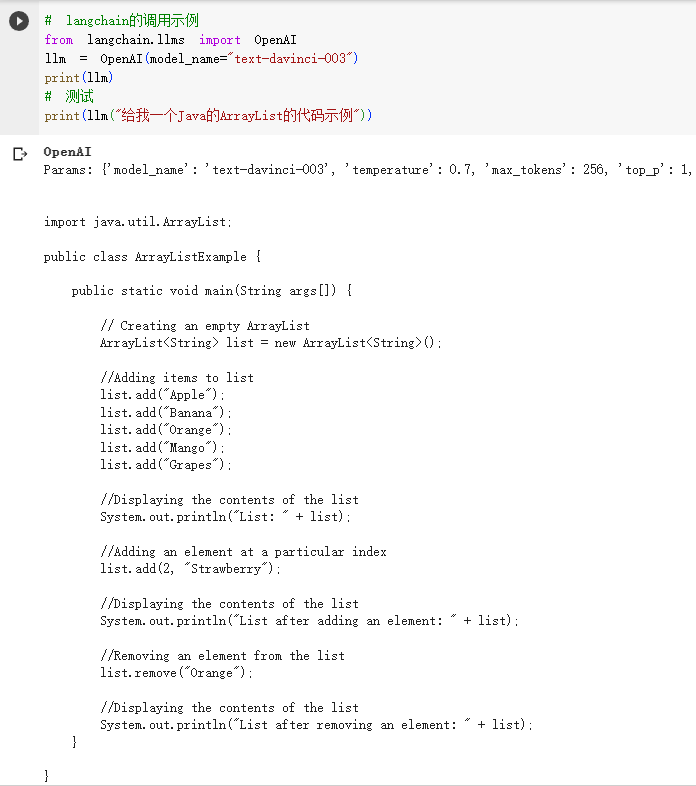 # langchain的调用示例
from langchain.llms import OpenAI
llm = OpenAI(model_name="text-davinci-003")
print(llm)
# 测试
print(llm("给我一个Java的ArrayList的代码示例"))
OpenAI
Params: {'model_name': 'text-davinci-003', 'temperature': 0.7, 'max_tokens': 256, 'top_p': 1,
import java.util.ArrayList;
public class ArrayListExample {
public static void main(String args[]) {
// Creating an empty ArrayList
ArrayList<String> list = new ArrayList<String>();
//Adding items to list
list.add("Apple");
list.add("Banana");
list.add("Orange");
list.add("Mango");
list.add("Grapes");
//Displaying the contents of the list
System.out.println("List: " + list);
//Adding an element at a particular index
list.add(2, "Strawberry");
//Displaying the contents of the list
System.out.println("List after adding an element: " + list);
//Removing an element from the list
list.remove("Orange");
//Displaying the contents of the list
System.out.println("List after removing an element: " + list);
}
}